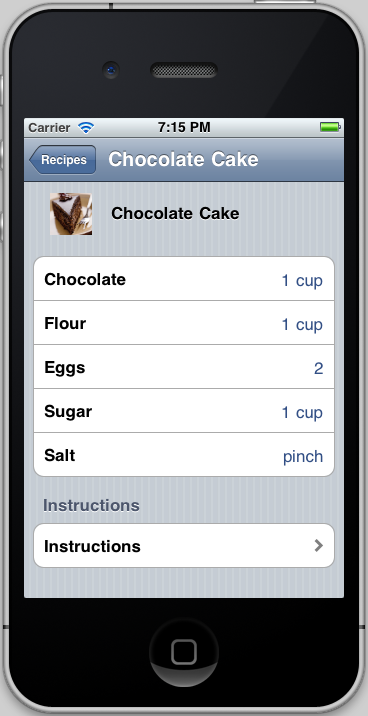 Carrier 7:15 PM
Recipes Chocolate Cake
Chocolate Cake
Chocolate 1 cup
Flour 1 cup
Eggs 2
Sugar 1 cup
Salt pinch
Instructions
Instructions